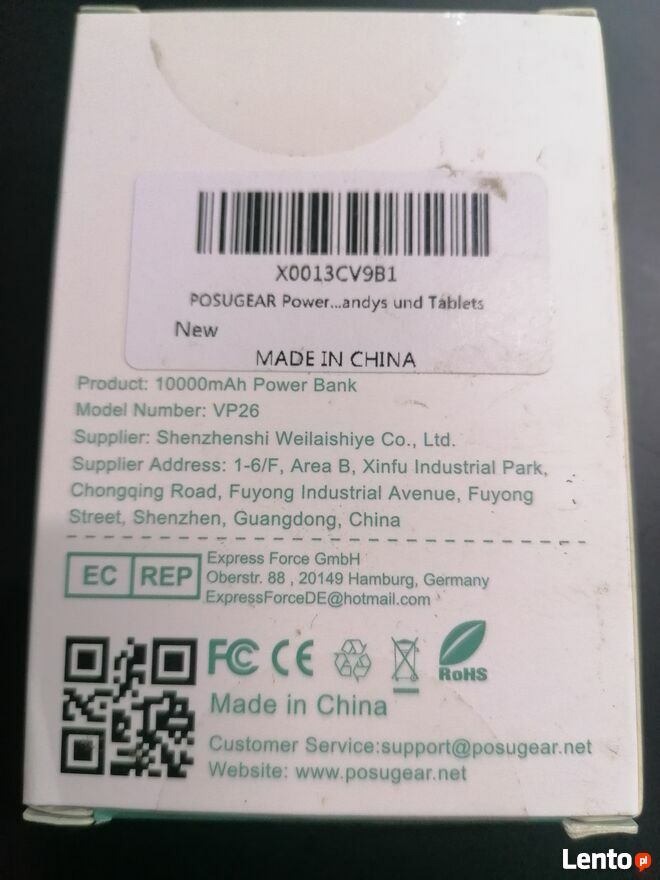 X0013CV9B1
POSUGEAR Power...andys und Tablets
New
MADE IN CHINA
Product: 10000mAh Power Bank
Model Number: VP26
Supplier: Shenzhenshi Weilaishiye Co., Ltd.
Supplier Address: 1-6/F, Area B, Xinfu Industrial Park,
Chongqing Road, Fuyong Industrial Avenue, Fuyong
Street, Shenzhen, Guangdong, China
EC REP
Express Force GmbH
Oberstr. 88 , 20149 Hamburg, Germany
ExpressForceDE@hotmail.com
FC CE RoHS
Made in China
Customer Service:support@posugear.net
Website: www.posugear.net
Lento pl